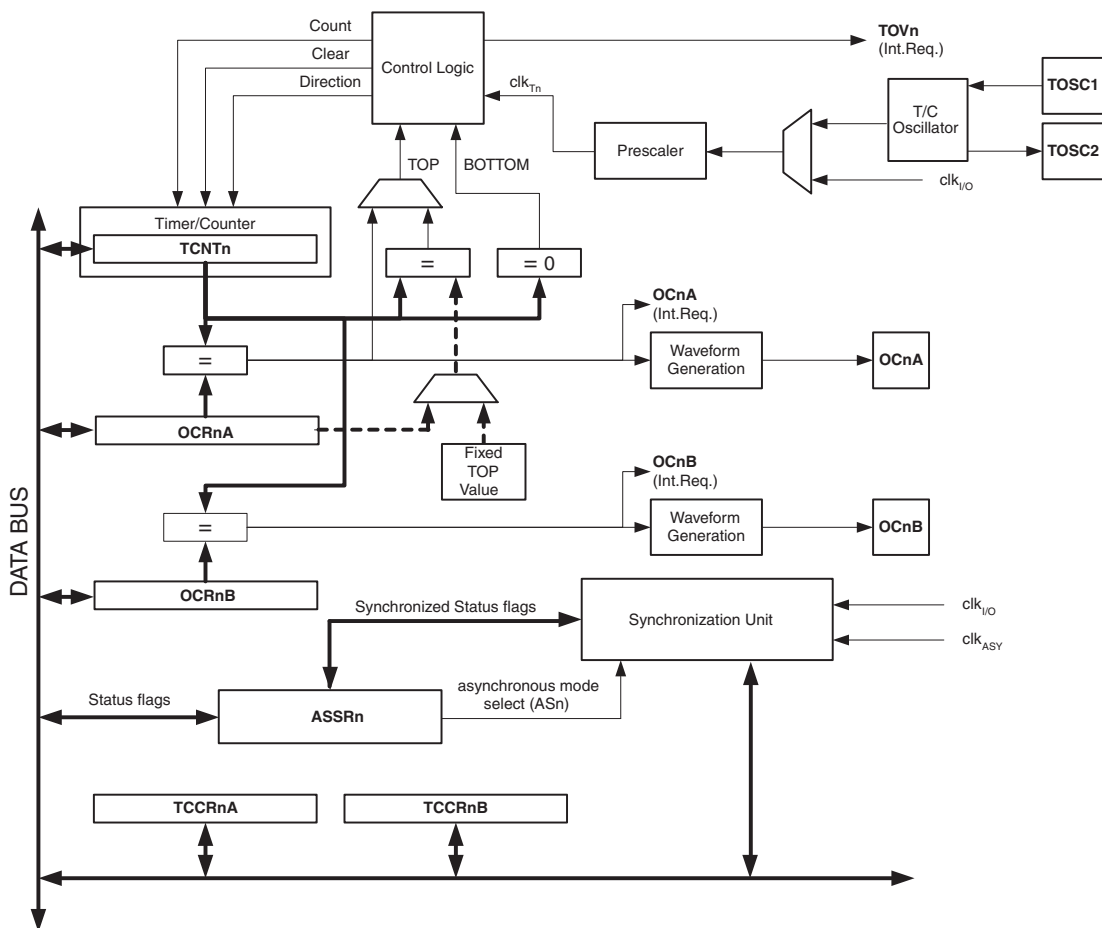 Count
Clear
Direction
Control Logic
TOVn
(Int.Req.)
clkTn
TOSC1
T/C
Oscillator
TOSC2
Prescaler
clkI/O
TOP
BOTTOM
Timer/Counter
TCNTn
=
= 0
OCnA
(Int.Req.)
=
Waveform
Generation
OCnA
OCRnA
Fixed
TOP
Value
OCnB
(Int.Req.)
=
Waveform
Generation
OCnB
OCRnB
DATA BUS
Synchronized Status flags
Synchronization Unit
clkI/O
clkASY
Status flags
ASSRn
asynchronous mode
select (ASn)
TCCRnA
TCCRnB